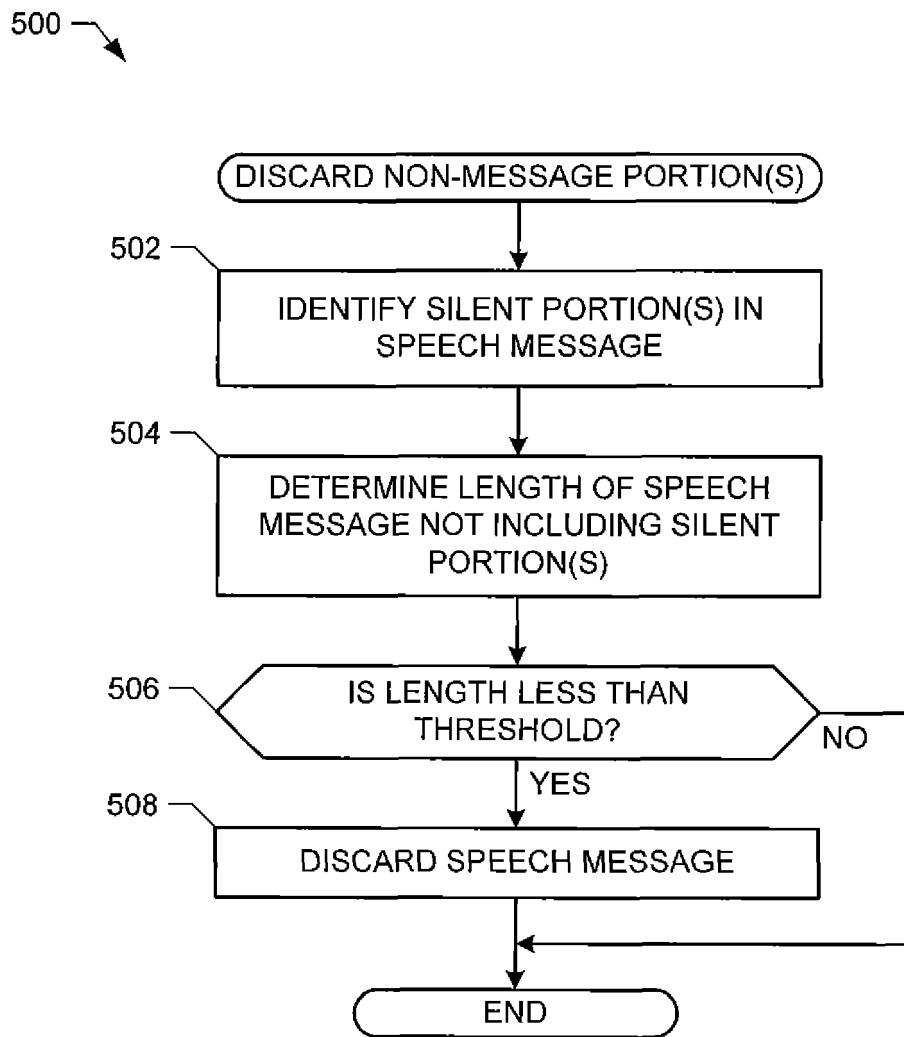 500
DISCARD NON-MESSAGE PORTION(S)
502
IDENTIFY SILENT PORTION(S) IN
SPEECH MESSAGE
504
DETERMINE LENGTH OF SPEECH
MESSAGE NOT INCLUDING SILENT
PORTION(S)
506
IS LENGTH LESS THAN
THRESHOLD?
NO
YES
508
DISCARD SPEECH MESSAGE
END